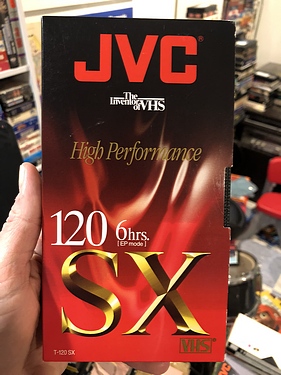 JVC®
The
Inventor
of VHS
High Performance
120 6hrs.
[EP mode]
SX
VHS
T-120 SX